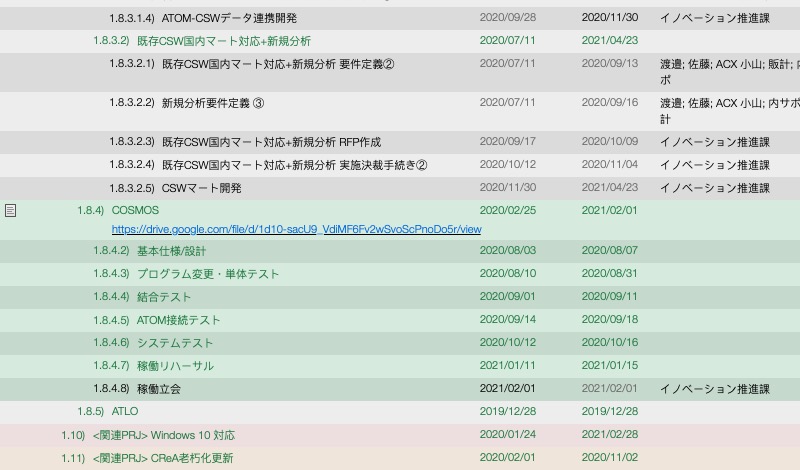 1.8.3.1.4) ATOM-CSWデータ連携開発 2020/09/28 2020/11/30 イノベーション推進課
1.8.3.2) 既存CSW国内マート対応+新規分析 2020/07/11 2021/04/23
1.8.3.2.1) 既存CSW国内マート対応+新規分析 要件定義② 2020/07/11 2020/09/13 渡邉; 佐藤; ACX 小山; 販計; 内
ポ
1.8.3.2.2) 新規分析要件定義 ③ 2020/07/11 2020/09/16 渡邉; 佐藤; ACX 小山; 内サポ
計
1.8.3.2.3) 既存CSW国内マート対応+新規分析 RFP作成 2020/09/17 2020/10/09 イノベーション推進課
1.8.3.2.4) 既存CSW国内マート対応+新規分析 実施決裁手続き② 2020/10/12 2020/11/04 イノベーション推進課
1.8.3.2.5) CSWマート開発 2020/11/30 2021/04/23 イノベーション推進課
1.8.4) COSMOS 2020/02/25 2021/02/01
https://drive.google.com/file/d/1d10-sacU9_VdiMF6Fv2wSvoScPnoDo5r/view
1.8.4.2) 基本仕様/設計 2020/08/03 2020/08/07
1.8.4.3) プログラム変更・単体テスト 2020/08/10 2020/08/31
1.8.4.4) 結合テスト 2020/09/01 2020/09/11
1.8.4.5) ATOM接続テスト 2020/09/14 2020/09/18
1.8.4.6) システムテスト 2020/10/12 2020/10/16
1.8.4.7) 稼働リハーサル 2021/01/11 2021/01/15
1.8.4.8) 稼働立会 2021/02/01 2021/02/01 イノベーション推進課
1.8.5) ATLO 2019/12/28 2019/12/28
1.10) <関連PRJ> Windows 10 対応 2020/01/24 2021/02/28
1.11) <関連PRJ> CReA老朽化更新 2020/02/01 2020/11/02